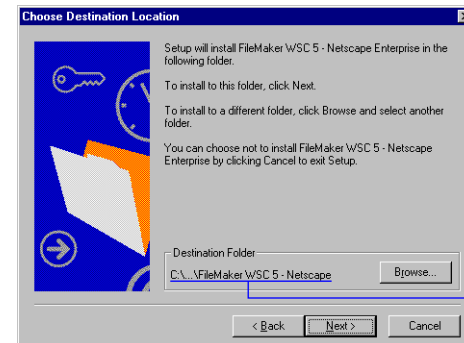 Choose Destination Location
Setup will install FileMaker WSC 5 - Netscape Enterprise in the
following folder.
To install to this folder, click Next.
To install to a different folder, click Browse and select another
folder.
You can choose not to install FileMaker WSC 5 - Netscape
Enterprise by clicking Cancel to exit Setup.
Destination Folder
C:\...\FileMaker WSC 5 - Netscape
Browse...
< Back
Next >
Cancel